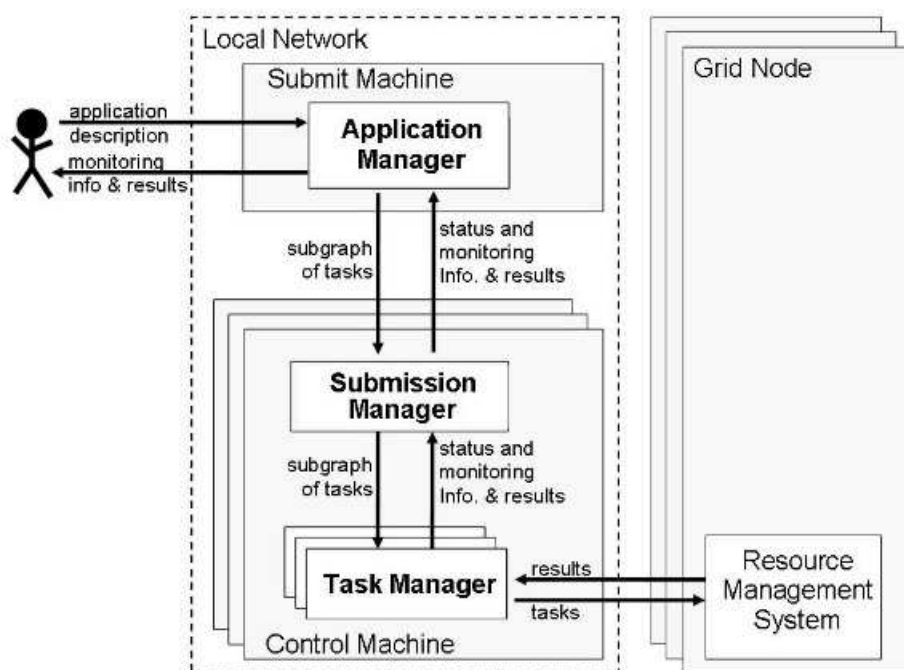 Local Network
Submit Machine
Grid Node
application
description
monitoring
info & results
Application
Manager
subgraph
of tasks
status and
monitoring
Info. & results
Submission
Manager
subgraph
of tasks
status and
monitoring
Info. & results
Task Manager
results
tasks
Resource
Management
System
Control Machine